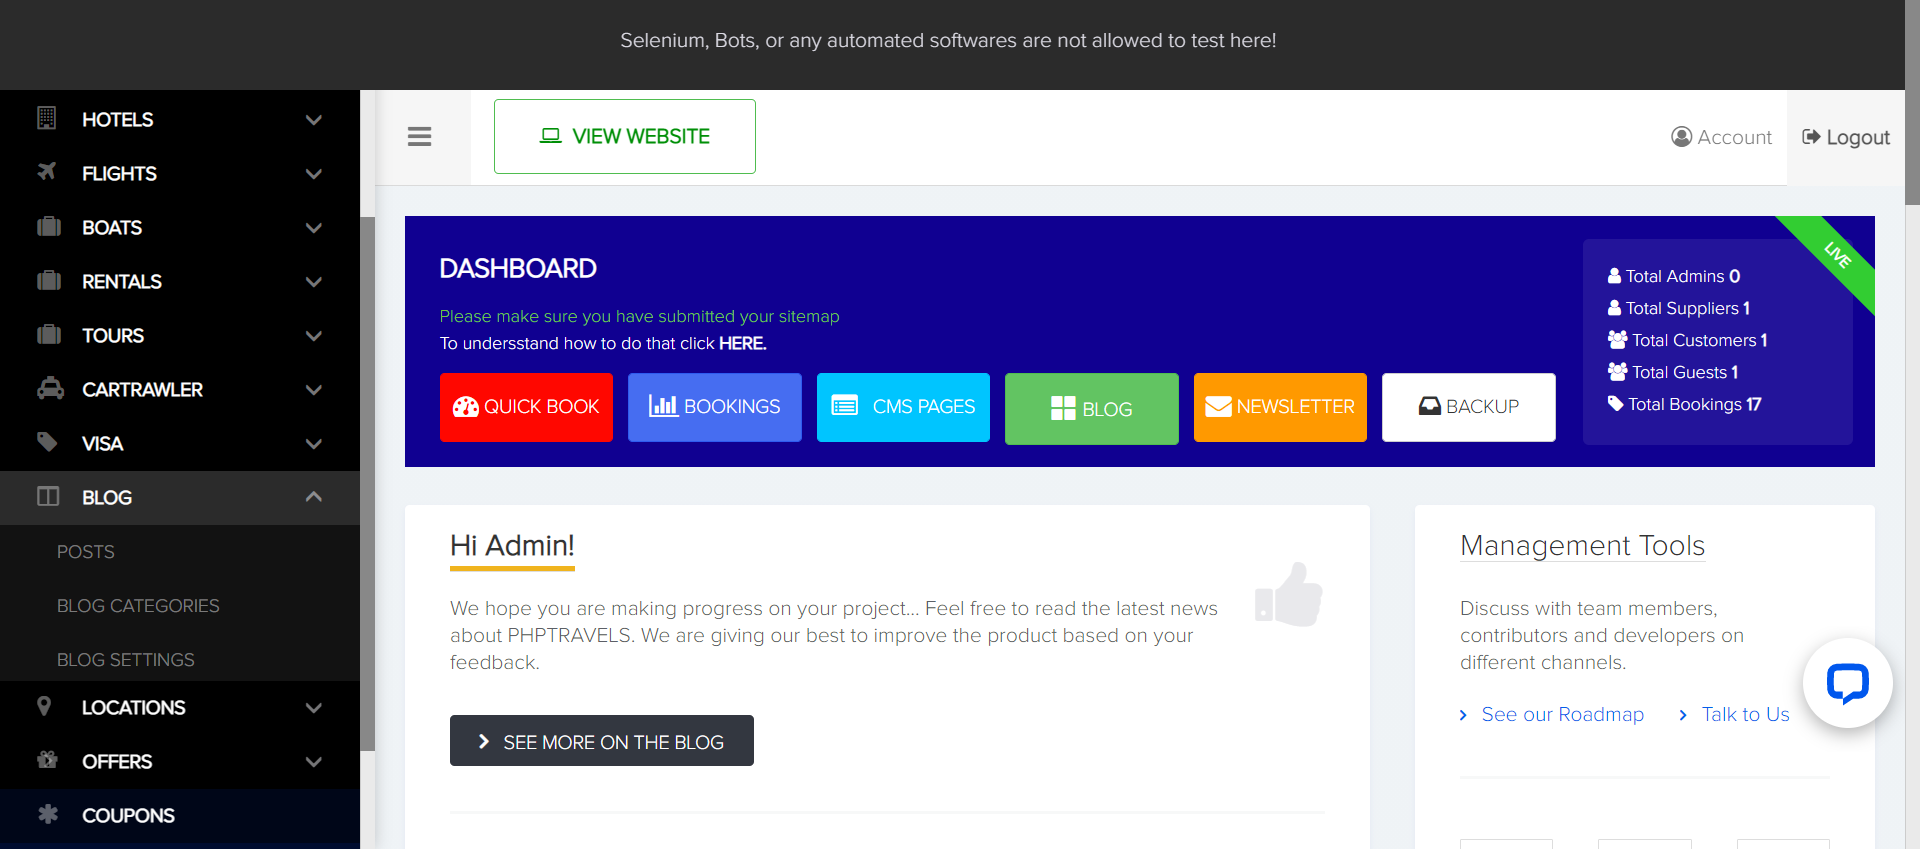 Selenium, Bots, or any automated softwares are not allowed to test here!
HOTELS
FLIGHTS
BOATS
RENTALS
TOURS
CARTRAWLER
VISA
BLOG
POSTS
BLOG CATEGORIES
BLOG SETTINGS
LOCATIONS
OFFERS
COUPONS
VIEW WEBSITE
Account
Logout
DASHBOARD
Please make sure you have submitted your sitemap
To undersstand how to do that click HERE.
QUICK BOOK
BOOKINGS
CMS PAGES
BLOG
NEWSLETTER
BACKUP
LIVE
Total Admins 0
Total Suppliers 1
Total Customers 1
Total Guests 1
Total Bookings 17
Hi Admin!
We hope you are making progress on your project... Feel free to read the latest news
about PHPTRAVELS. We are giving our best to improve the product based on your
feedback.
SEE MORE ON THE BLOG
Management Tools
Discuss with team members,
contributors and developers on
different channels.
See our Roadmap
Talk to Us